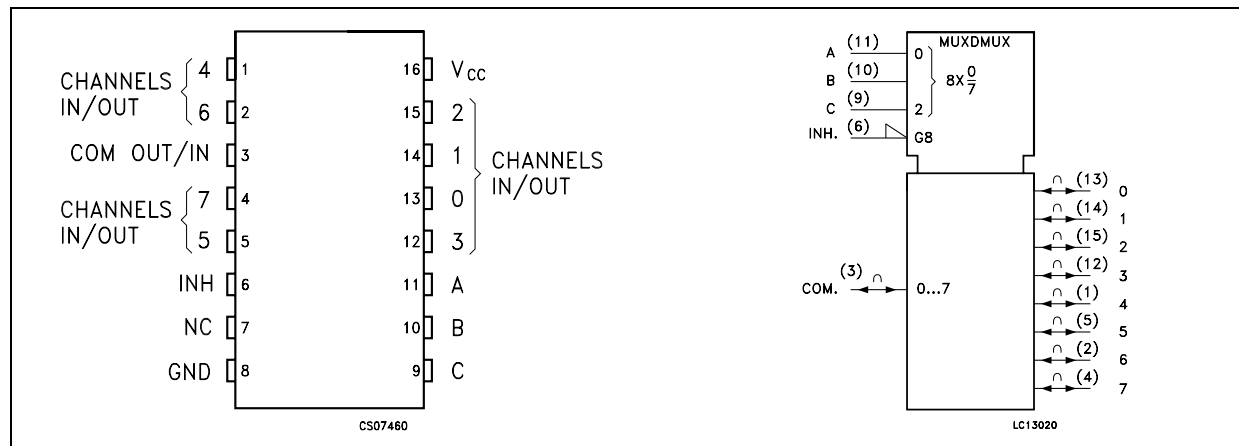 CHANNELS
IN/OUT
4 1
6 2
COM OUT/IN 3
CHANNELS
IN/OUT
7 4
5 5
INH 6
NC 7
GND 8
16 VCC
15 2
14 1
13 0
12 3
CHANNELS
IN/OUT
11 A
10 B
9 C
CS07460
MUXDMUX
A (11) 0
B (10)
C (9) 2
8X 0/7
INH. (6) G8
COM. (3) ∩ 0...7
∩ (13) 0
∩ (14) 1
∩ (15) 2
∩ (12) 3
∩ (1) 4
∩ (5) 5
∩ (2) 6
∩ (4) 7
LC13020